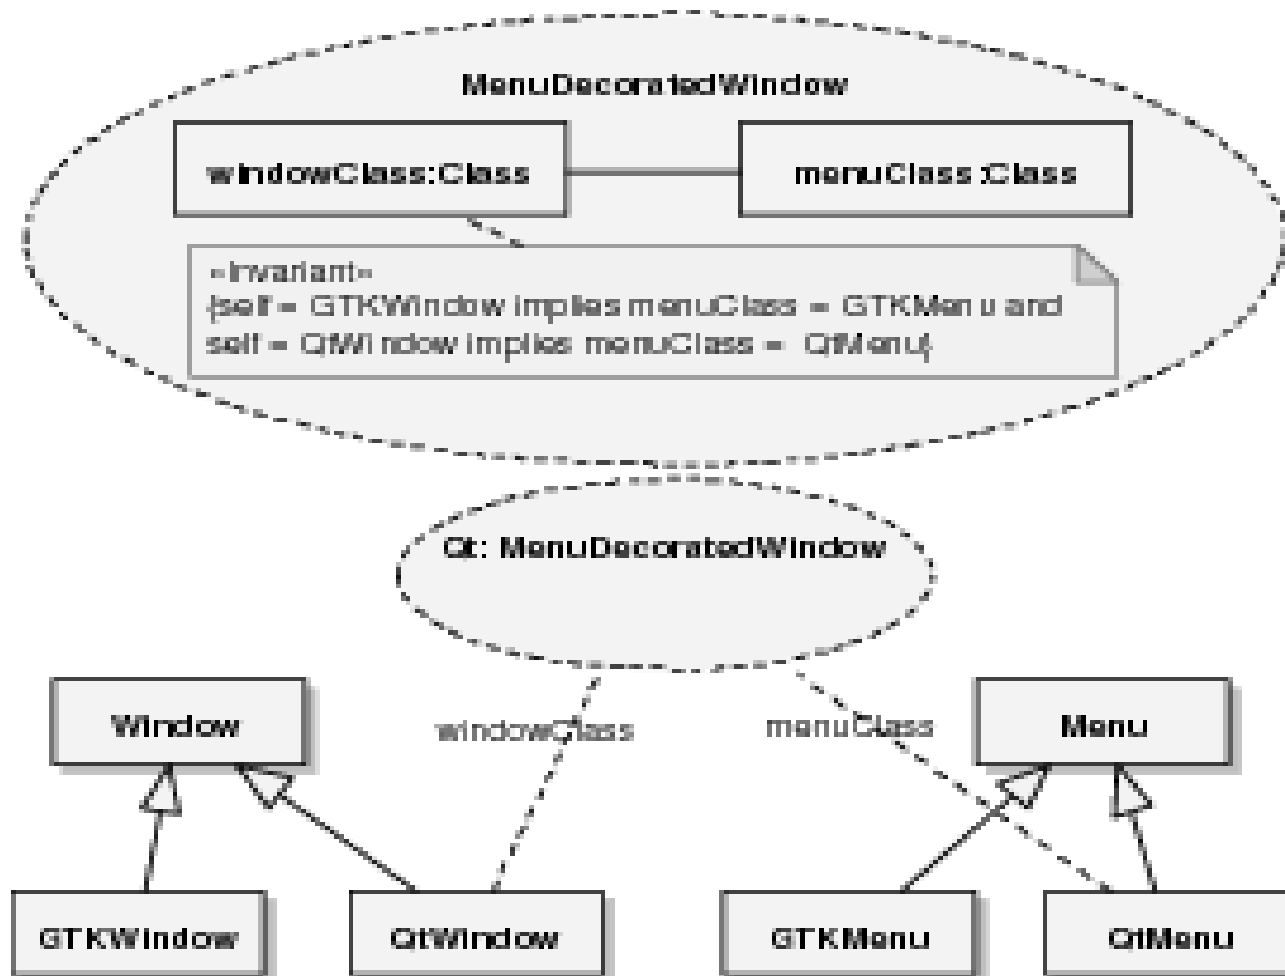 MenuDecoratedWindow
windowClass:Class
menuClass:Class
«invariant»
{self = GTKWindow implies menuClass = GTKMenu and
self = QtWindow implies menuClass = QtMenu}
Qt: MenuDecoratedWindow
Window
windowClass
menuClass
Menu
GTKWindow
QtWindow
GTKMenu
QtMenu